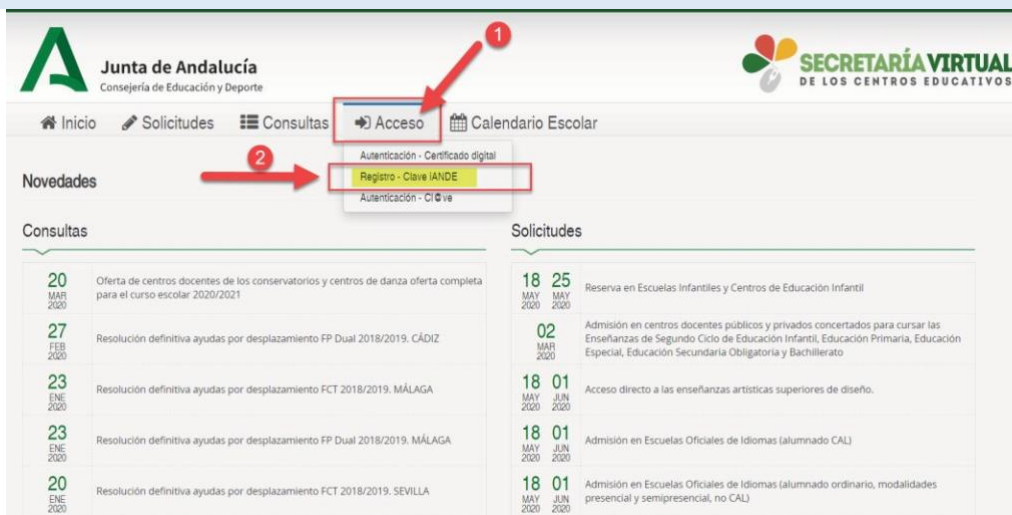 1
Junta de Andalucía
Consejería de Educación y Deporte
SECRETARÍA VIRTUAL
DE LOS CENTROS EDUCATIVOS
Inicio Solicitudes Consultas Acceso Calendario Escolar
2
Autenticación - Certificado digital
Registro - Clave iANDE
Autenticación - Cl@ve
Novedades
Consultas
20 MAR 2020
Oferta de centros docentes de los conservatorios y centros de danza oferta completa
para el curso escolar 2020/2021
27 FEB 2020
Resolución definitiva ayudas por desplazamiento FP Dual 2018/2019. CÁDIZ
23 ENE 2020
Resolución definitiva ayudas por desplazamiento FCT 2018/2019. MÁLAGA
23 ENE 2020
Resolución definitiva ayudas por desplazamiento FP Dual 2018/2019. MÁLAGA
20 ENE 2020
Resolución definitiva ayudas por desplazamiento FCT 2018/2019. SEVILLA
Solicitudes
18 MAY 2020 25 MAY 2020
Reserva en Escuelas Infantiles y Centros de Educación Infantil
02 MAR 2020
Admisión en centros docentes públicos y privados concertados para cursar las
Enseñanzas de Segundo Ciclo de Educación Infantil, Educación Primaria, Educación
Especial, Educación Secundaria Obligatoria y Bachillerato
18 MAY 2020 01 JUN 2020
Acceso directo a las enseñanzas artísticas superiores de diseño.
18 MAY 2020 01 JUN 2020
Admisión en Escuelas Oficiales de Idiomas (alumnado CAL)
18 MAY 2020 01 JUN 2020
Admisión en Escuelas Oficiales de Idiomas (alumnado ordinario, modalidades
presencial y semipresencial, no CAL)